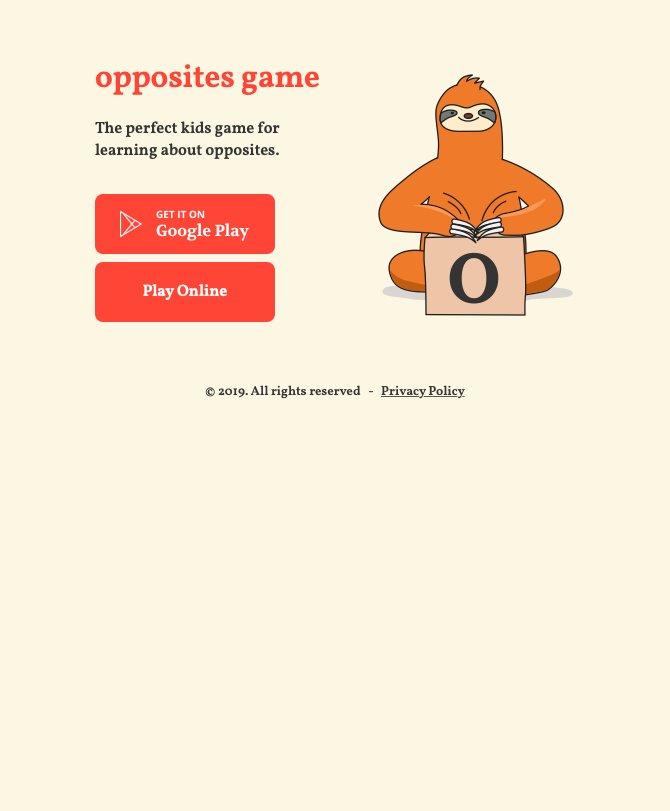 opposites game
The perfect kids game for
learning about opposites.
GET IT ON
Google Play
Play Online
O
© 2019. All rights reserved - Privacy Policy